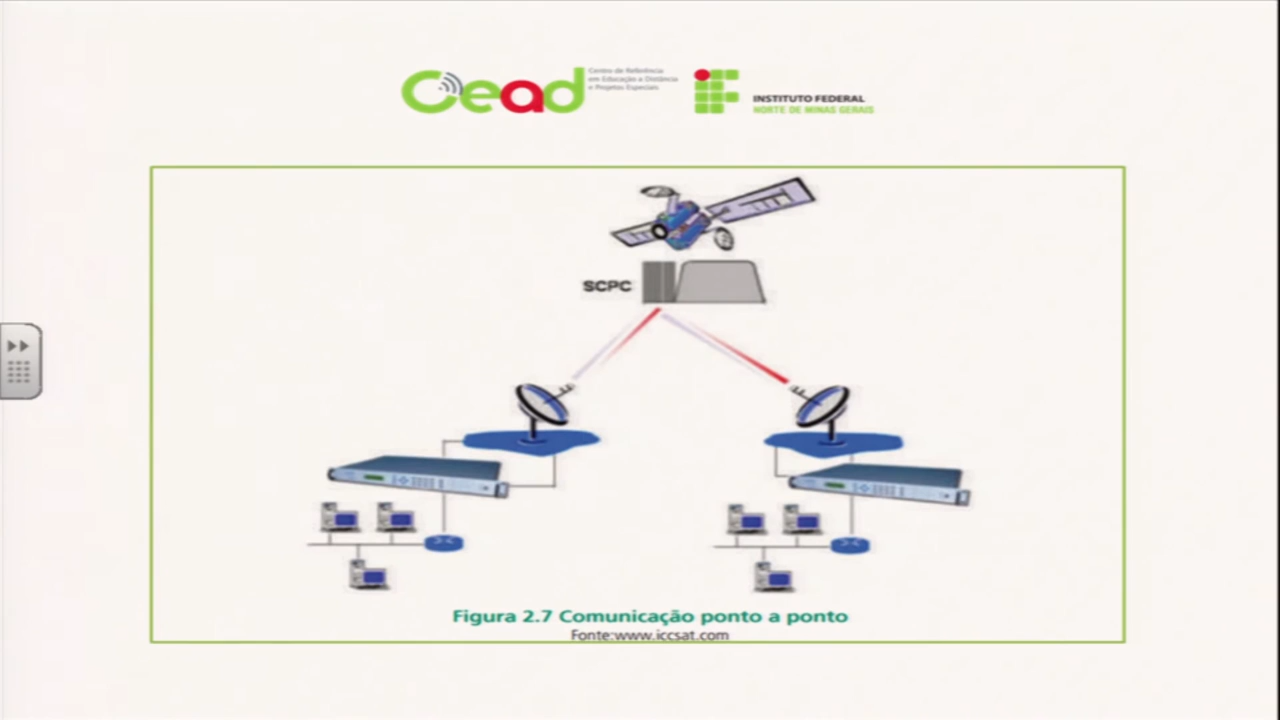 Cead
Centro de Referência
em Educação a Distância
e Projetos Especiais
INSTITUTO FEDERAL
NORTE DE MINAS GERAIS
SCPC
Figura 2.7 Comunicação ponto a ponto
Fonte:www.iccsat.com